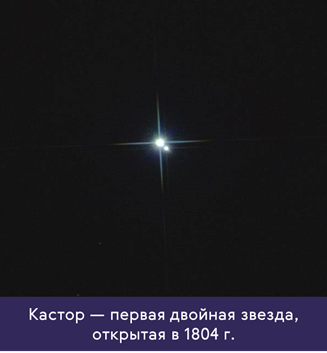 Кастор — первая двойная звезда,
открытая в 1804 г.